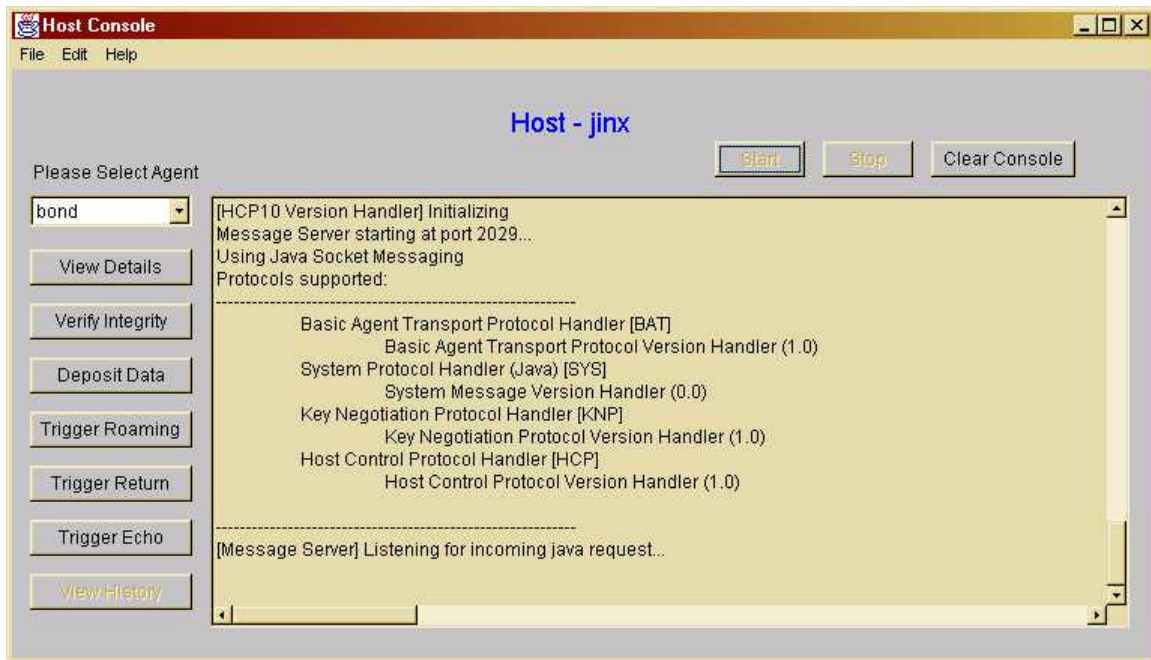 Host Console
File Edit Help
Host - jinx
Start Stop Clear Console
Please Select Agent
bond
View Details
Verify Integrity
Deposit Data
Trigger Roaming
Trigger Return
Trigger Echo
View History
[HCP10 Version Handler] Initializing
Message Server starting at port 2029...
Using Java Socket Messaging
Protocols supported:
------------------------------------------------------------
Basic Agent Transport Protocol Handler [BAT]
Basic Agent Transport Protocol Version Handler (1.0)
System Protocol Handler (Java) [SYS]
System Message Version Handler (0.0)
Key Negotiation Protocol Handler [KNP]
Key Negotiation Protocol Version Handler (1.0)
Host Control Protocol Handler [HCP]
Host Control Protocol Version Handler (1.0)
------------------------------------------------------------
[Message Server] Listening for incoming java request...